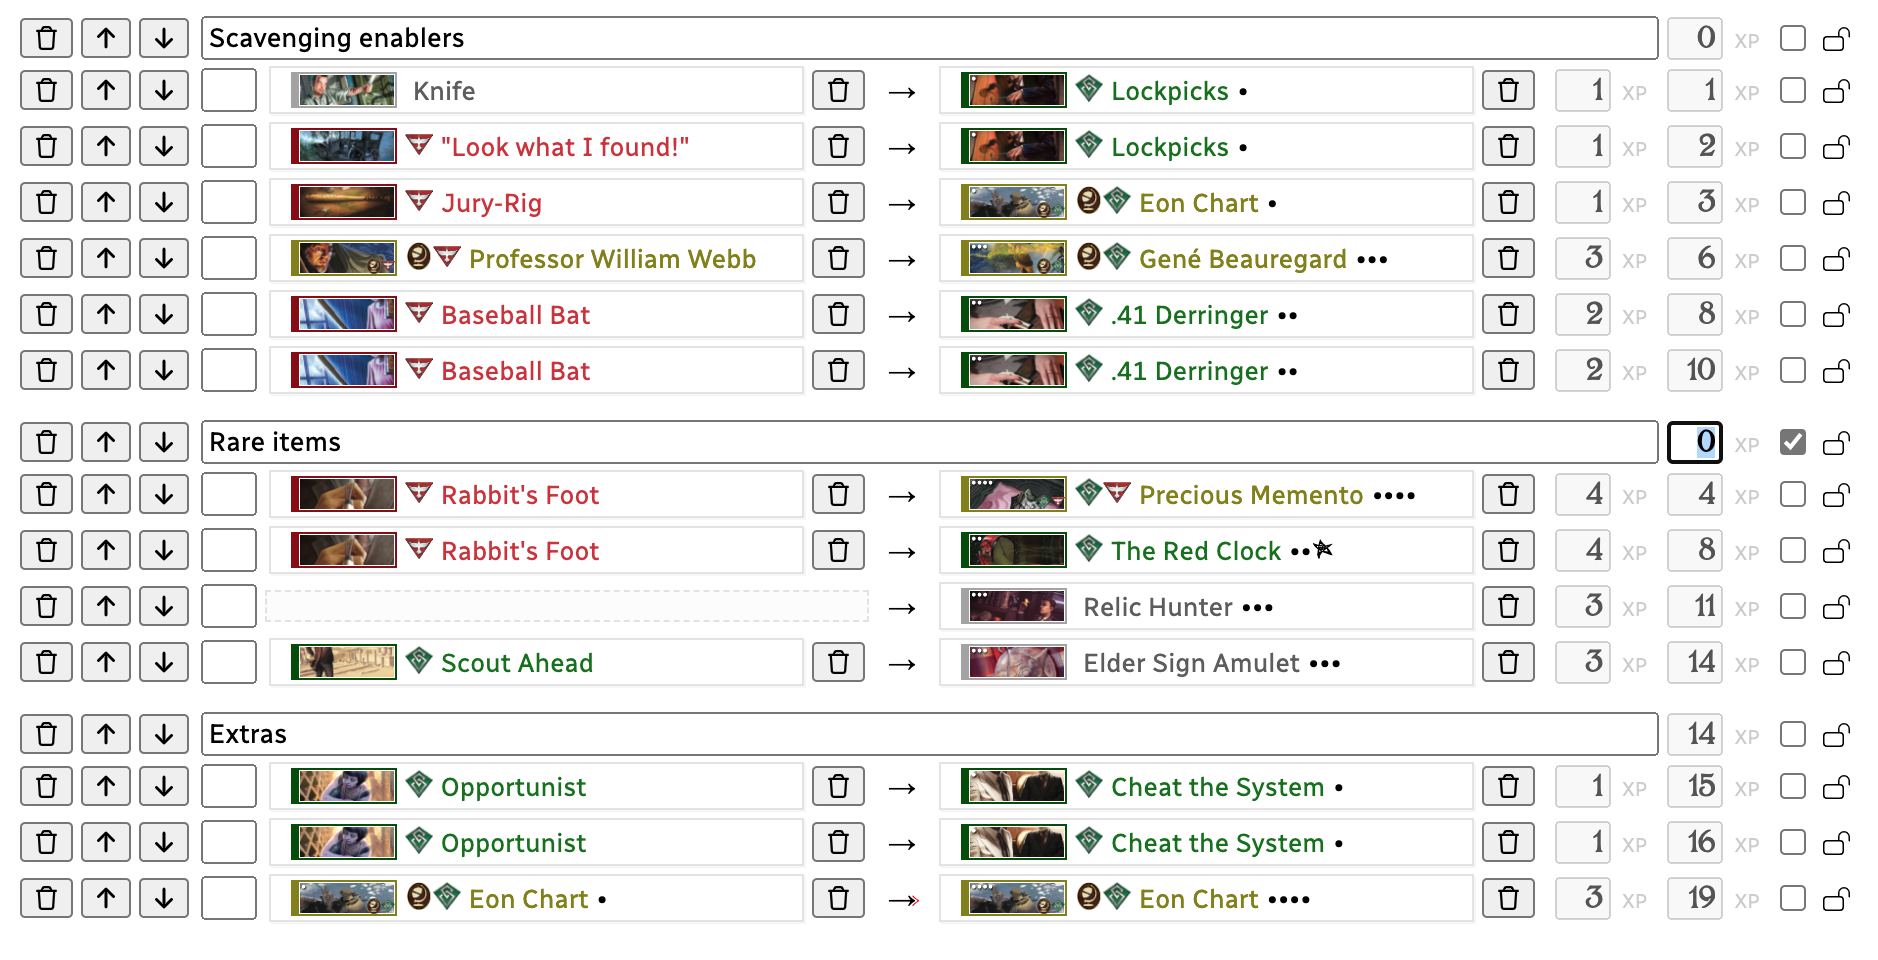 Scavenging enablers 0 XP
Knife → Lockpicks • 1 XP 1 XP
"Look what I found!" → Lockpicks • 1 XP 2 XP
Jury-Rig → Eon Chart • 1 XP 3 XP
Professor William Webb → Gené Beauregard ••• 3 XP 6 XP
Baseball Bat → .41 Derringer •• 2 XP 8 XP
Baseball Bat → .41 Derringer •• 2 XP 10 XP
Rare items 0 XP
Rabbit's Foot → Precious Memento •••• 4 XP 4 XP
Rabbit's Foot → The Red Clock •• 4 XP 8 XP
→ Relic Hunter ••• 3 XP 11 XP
Scout Ahead → Elder Sign Amulet ••• 3 XP 14 XP
Extras 14 XP
Opportunist → Cheat the System • 1 XP 15 XP
Opportunist → Cheat the System • 1 XP 16 XP
Eon Chart • → Eon Chart •••• 3 XP 19 XP